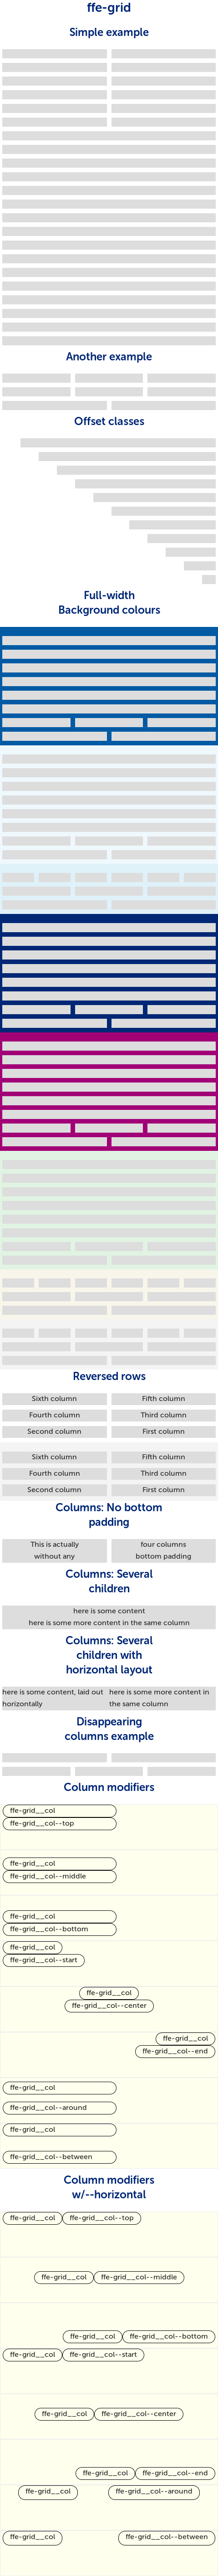 ffe-grid
Simple example
Another example
Offset classes
Full-width
Background colours
Reversed rows
Sixth column Fifth column
Fourth column Third column
Second column First column
Sixth column Fifth column
Fourth column Third column
Second column First column
Columns: No bottom
padding
This is actually four columns
without any bottom padding
Columns: Several
children
here is some content
here is some more content in the same column
Columns: Several
children with
horizontal layout
here is some content, laid out here is some more content in
horizontally the same column
Disappearing
columns example
Column modifiers
ffe-grid__col
ffe-grid__col--top
ffe-grid__col
ffe-grid__col--middle
ffe-grid__col
ffe-grid__col--bottom
ffe-grid__col
ffe-grid__col--start
ffe-grid__col
ffe-grid__col--center
ffe-grid__col
ffe-grid__col--end
ffe-grid__col
ffe-grid__col--around
ffe-grid__col
ffe-grid__col--between
Column modifiers
w/--horizontal
ffe-grid__col ffe-grid__col--top
ffe-grid__col ffe-grid__col--middle
ffe-grid__col ffe-grid__col--bottom
ffe-grid__col ffe-grid__col--start
ffe-grid__col ffe-grid__col--center
ffe-grid__col ffe-grid__col--end
ffe-grid__col ffe-grid__col--around
ffe-grid__col ffe-grid__col--between